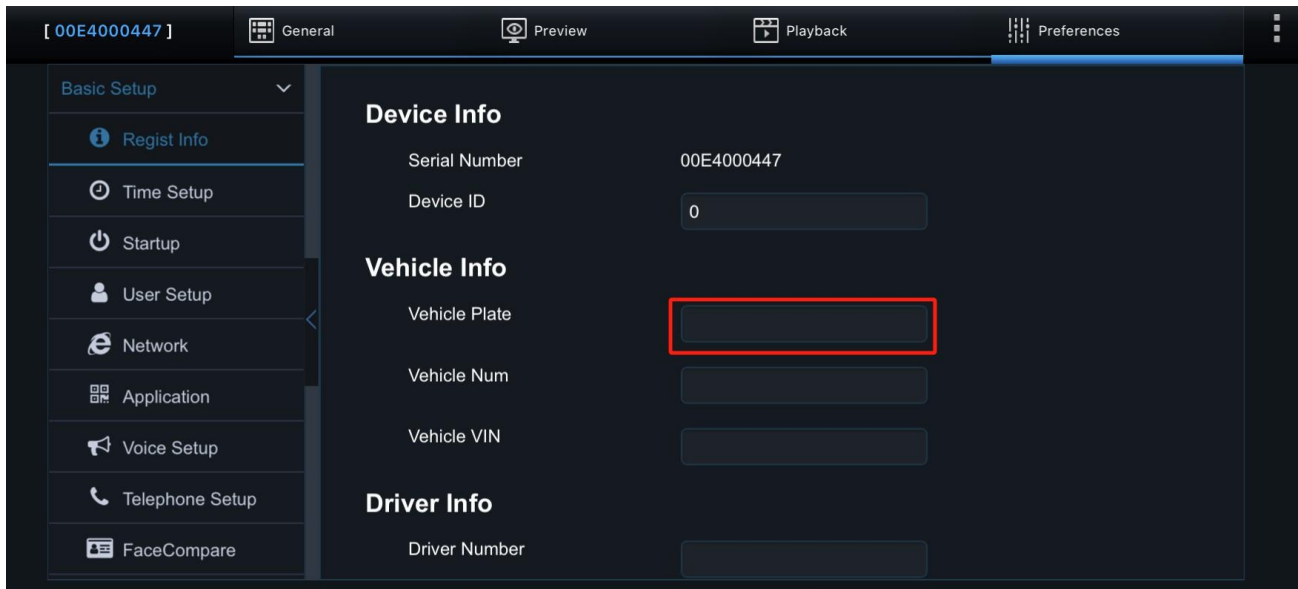 [ 00E4000447 ]
General
Preview
Playback
Preferences
Basic Setup
Regist Info
Time Setup
Startup
User Setup
Network
Application
Voice Setup
Telephone Setup
FaceCompare
Device Info
Serial Number 00E4000447
Device ID 0
Vehicle Info
Vehicle Plate
Vehicle Num
Vehicle VIN
Driver Info
Driver Number